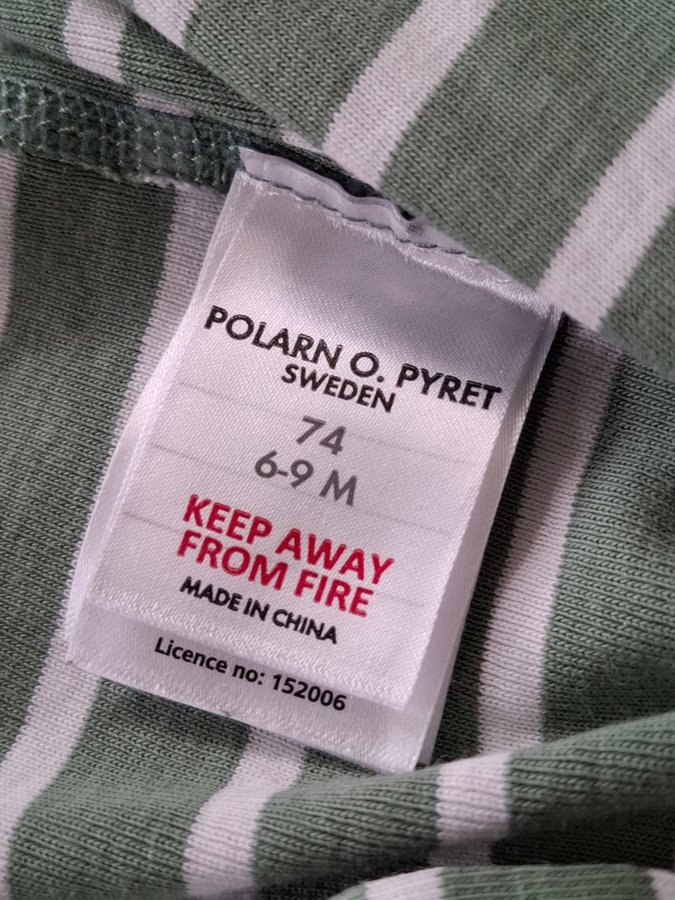 POLARN O. PYRET
SWEDEN
74
6-9 M
KEEP AWAY
FROM FIRE
MADE IN CHINA
Licence no: 152006